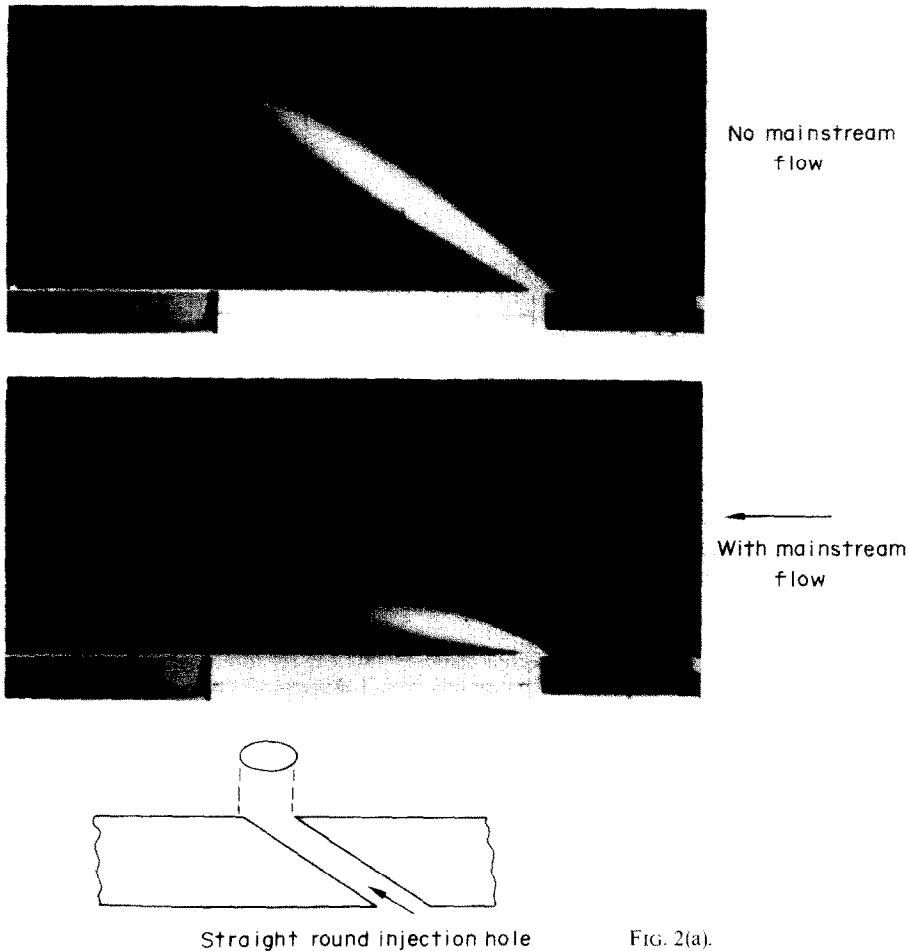 No mainstream
flow
With mainstream
flow
Straight round injection hole
FIG. 2(a).